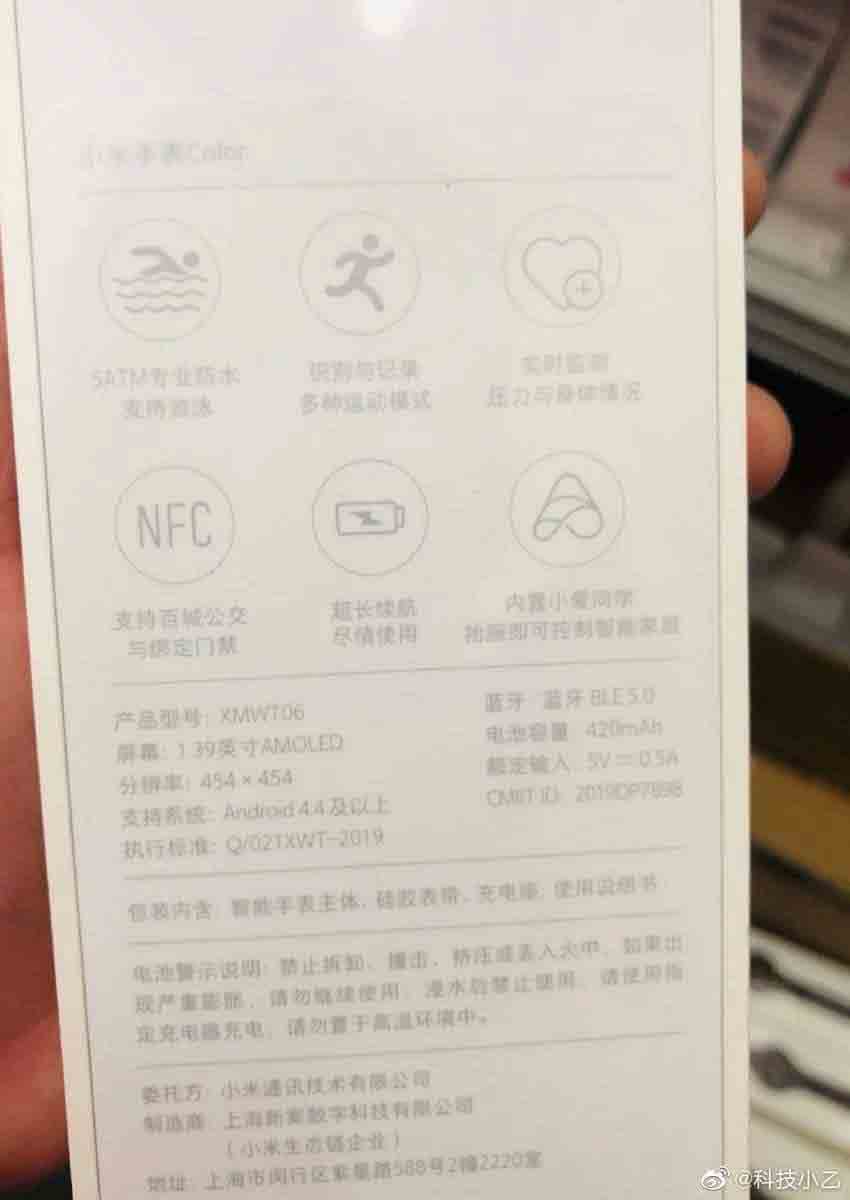 小米手表Color
5ATM专业防水
支持游泳
识别与记录
多种运动模式
实时监测
压力与身体情况
NFC
支持百城公交
与绑定门禁
超长续航
尽情使用
内置小爱同学
抬腕即可控制智能家居
产品型号: XMWT06
屏幕: 1.39英寸AMOLED
分辨率: 454×454
支持系统: Android 4.4及以上
执行标准: Q/02TXWT-2019
蓝牙: 蓝牙 BLE 5.0
电池容量: 420mAh
额定输入: 5V⎓0.5A
CMIIT ID: 2019DP7898
包装内含: 智能手表主体、硅胶表带、充电座、使用说明书
电池警示说明: 禁止拆卸、撞击、挤压或丢入火中, 如果出
现严重膨胀, 请勿继续使用, 浸水后禁止使用, 请使用指
定充电器充电, 请勿置于高温环境中。
委托方: 小米通讯技术有限公司
制造商: 上海新案数字科技有限公司
(小米生态链企业)
地址: 上海市闵行区紫星路588号2幢2220室
@科技小乙